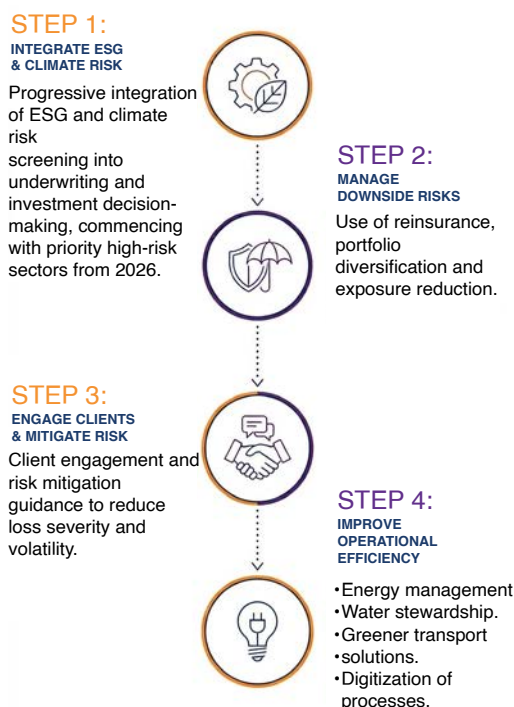 STEP 1:
INTEGRATE ESG
& CLIMATE RISK
Progressive integration
of ESG and climate
risk
screening into
underwriting and
investment decision-
making, commencing
with priority high-risk
sectors from 2026.
STEP 2:
MANAGE
DOWNSIDE RISKS
Use of reinsurance,
portfolio
diversification and
exposure reduction.
STEP 3:
ENGAGE CLIENTS
& MITIGATE RISK
Client engagement and
risk mitigation
guidance to reduce
loss severity and
volatility.
STEP 4:
IMPROVE
OPERATIONAL
EFFICIENCY
•Energy management
•Water stewardship.
•Greener transport
•solutions.
•Digitization of
processes.